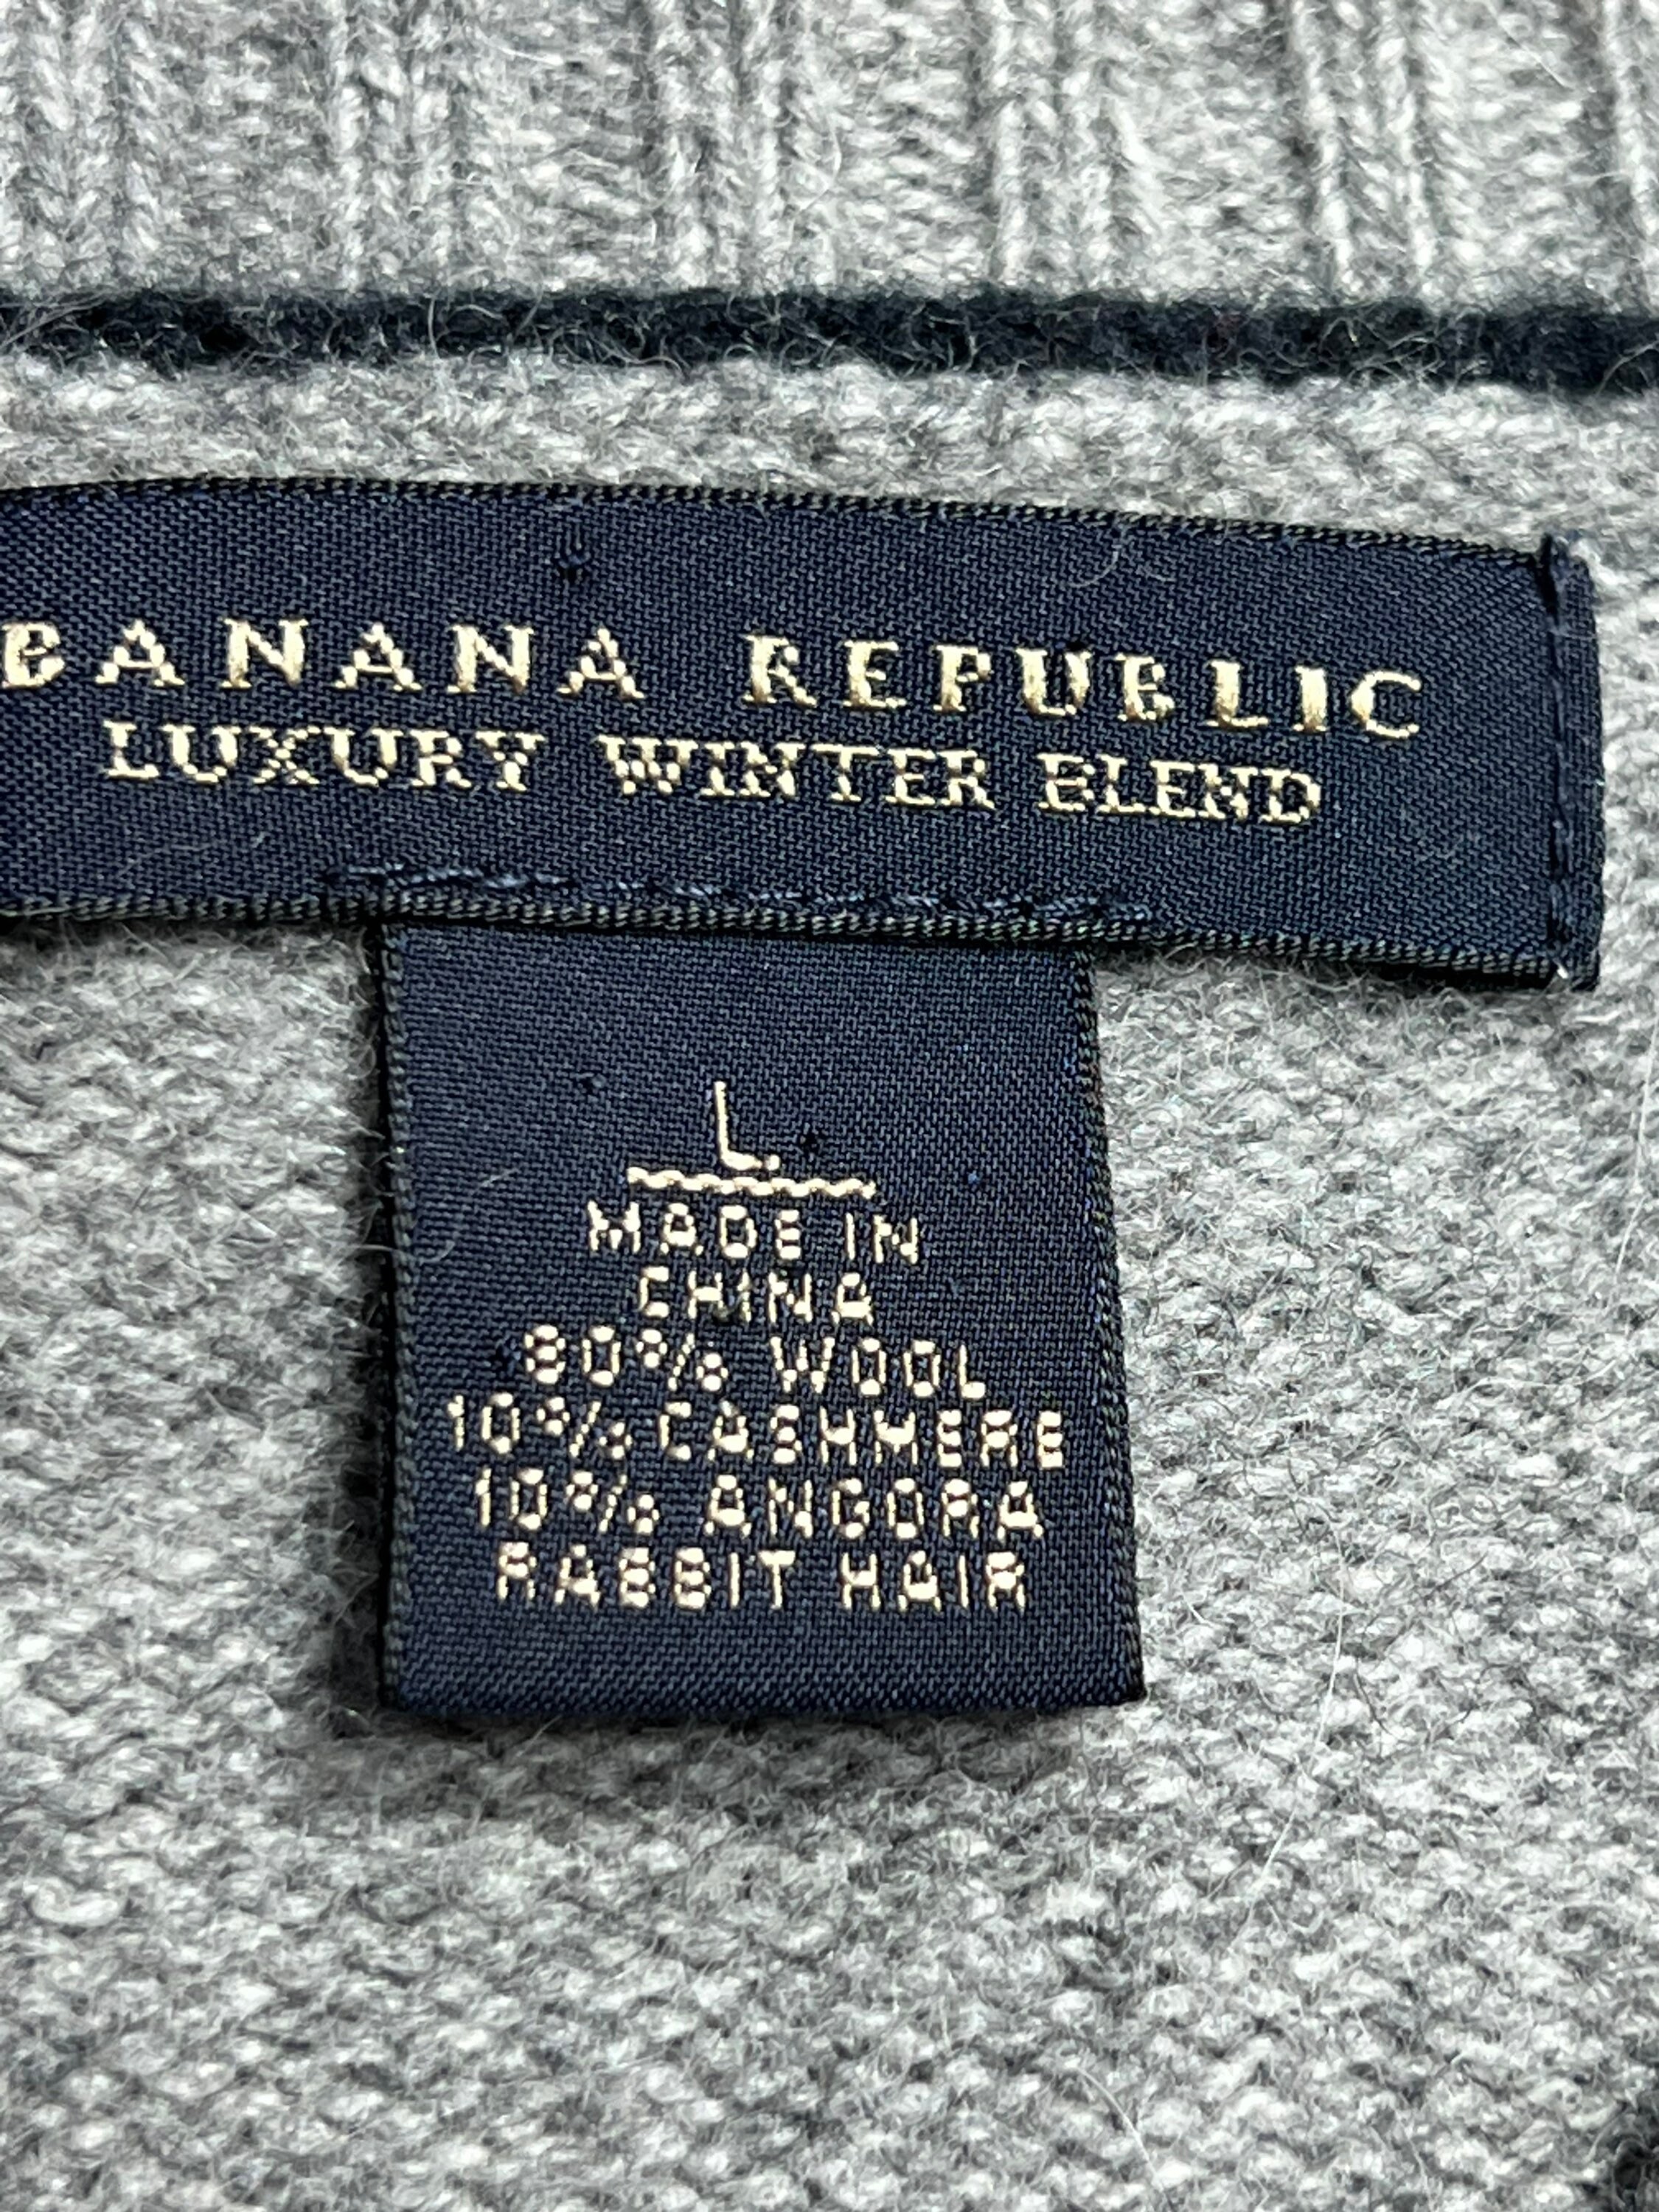 BANANA REPUBLIC
LUXURY WINTER BLEND
L.
MADE IN
CHINA
80% WOOL
10% CASHMERE
10% ANGORA
RABBIT HAIR